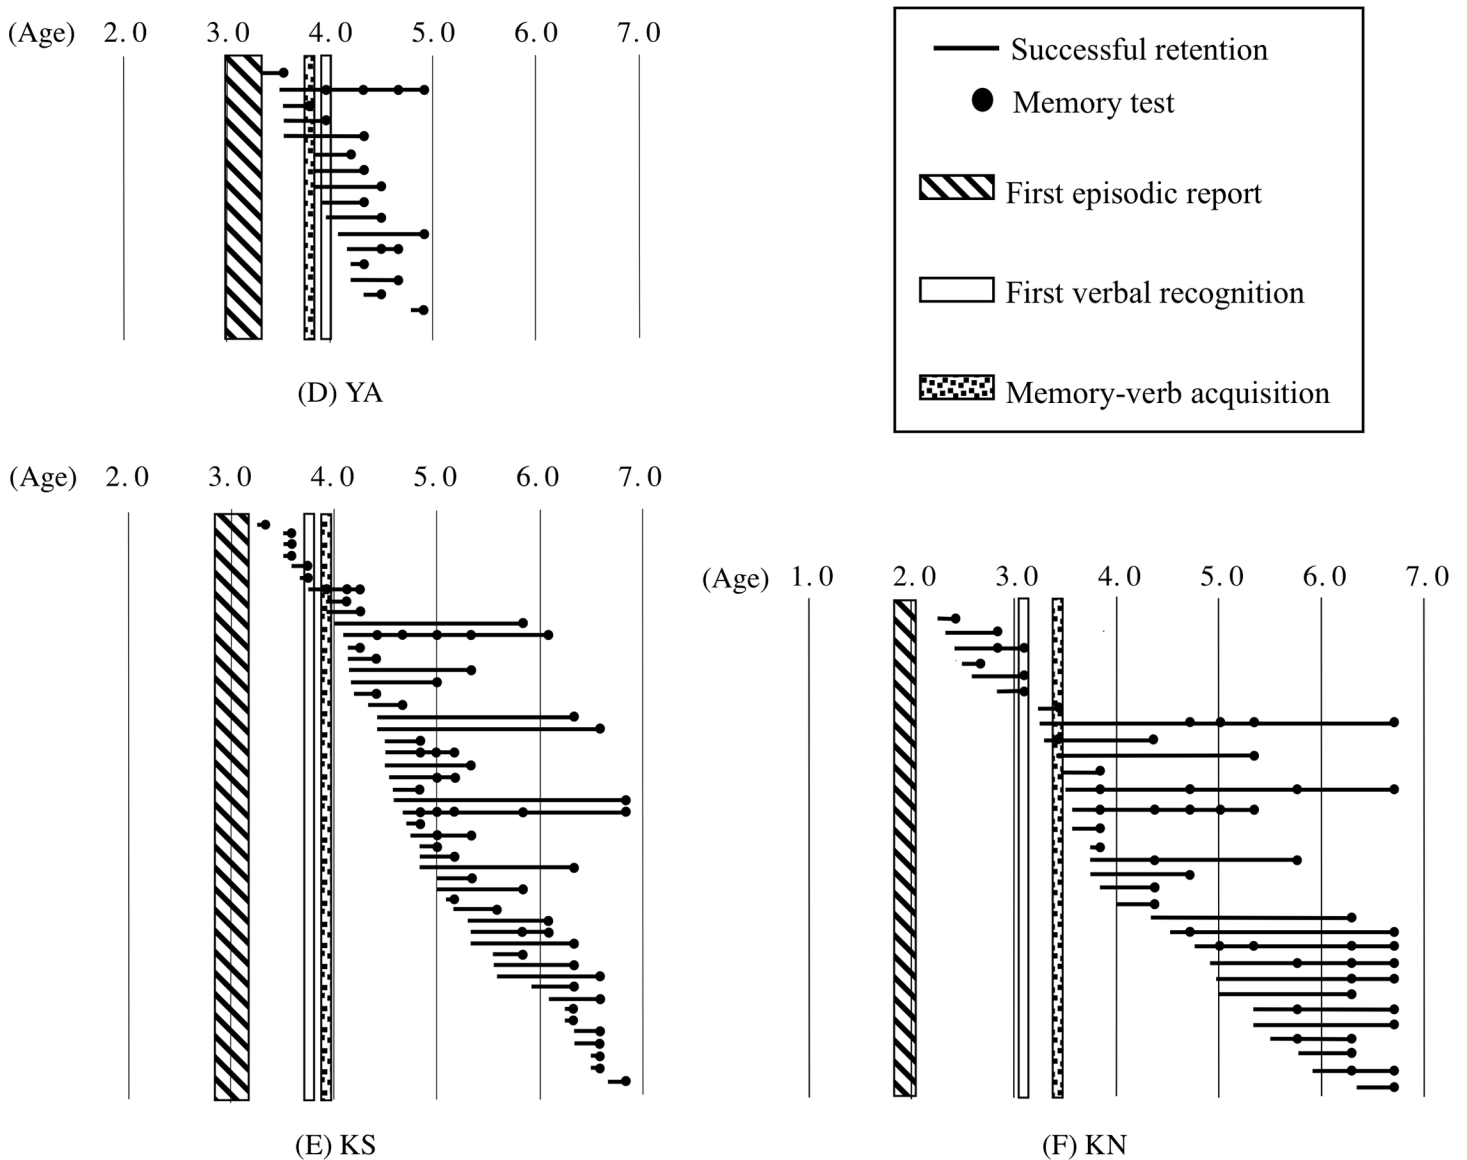 (Age) 2.0 3.0 4.0 5.0 6.0 7.0
Successful retention
Memory test
First episodic report
First verbal recognition
Memory-verb acquisition
(D) YA
(Age) 2.0 3.0 4.0 5.0 6.0 7.0
(E) KS
(Age) 1.0 2.0 3.0 4.0 5.0 6.0 7.0
(F) KN